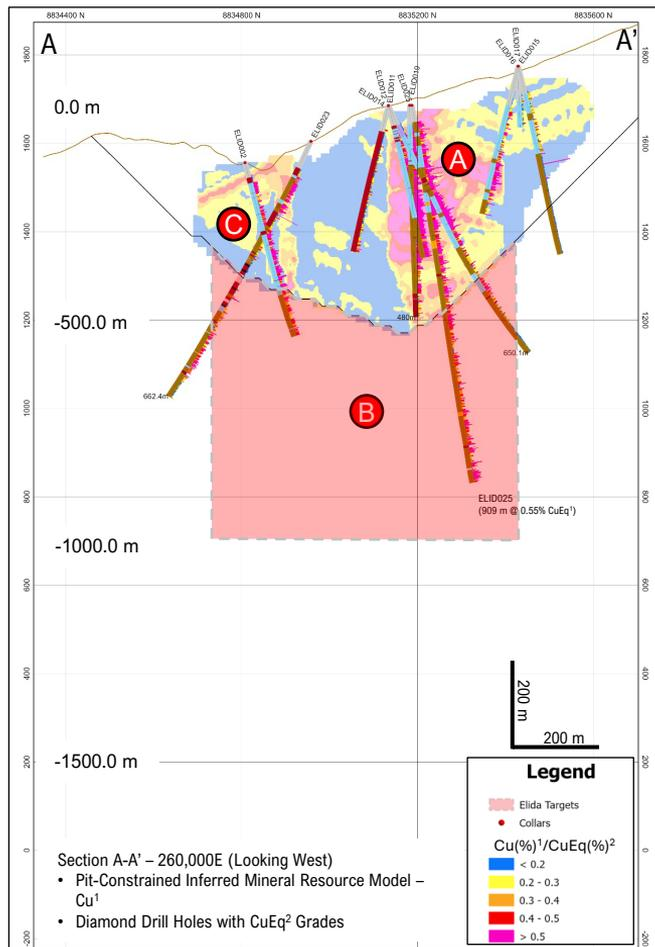 8834400 N
8834800 N
8835200 N
8835600 N
A
A’
1800
1800
0.0 m
ELID012
ELID011
ELID014
ELID019
ELID017
ELID016
ELID015
ELID023
ELID002
1600
1600
A
C
1400
1400
-500.0 m
1200
1200
480m
650.1m
662.4m
1000
1000
B
800
800
ELID025
(909 m @ 0.55% CuEq¹)
-1000.0 m
600
600
400
400
200 m
200 m
-1500.0 m
200
200
Legend
Elida Targets
Collars
Cu(%)¹/CuEq(%)²
< 0.2
0.2 - 0.3
0.3 - 0.4
0.4 - 0.5
> 0.5
0
0
Section A-A’ – 260,000E (Looking West)
• Pit-Constrained Inferred Mineral Resource Model –
Cu¹
• Diamond Drill Holes with CuEq² Grades
-200
-200